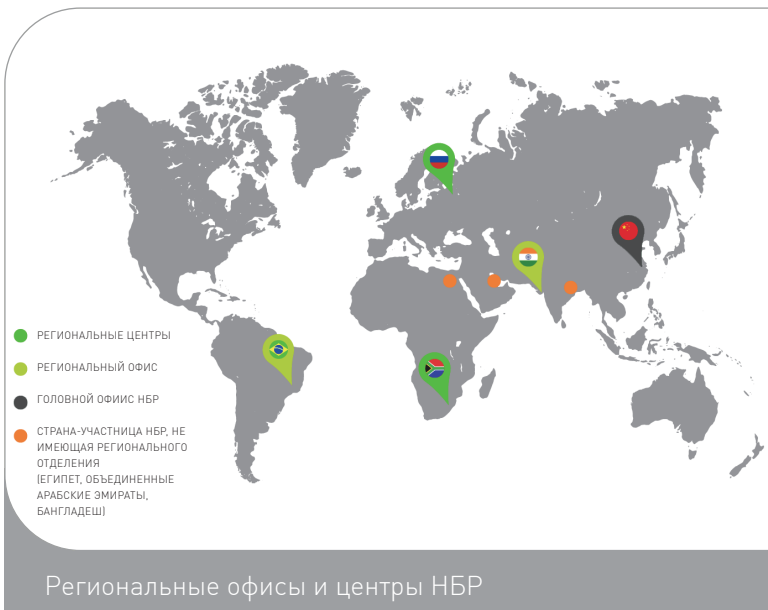 РЕГИОНАЛЬНЫЕ ЦЕНТРЫ
РЕГИОНАЛЬНЫЙ ОФИС
ГОЛОВНОЙ ОФИИС НБР
СТРАНА-УЧАСТНИЦА НБР, НЕ
ИМЕЮЩАЯ РЕГИОНАЛЬНОГО
ОТДЕЛЕНИЯ
(ЕГИПЕТ, ОБЪЕДИНЕННЫЕ
АРАБСКИЕ ЭМИРАТЫ,
БАНГЛАДЕШ)
Региональные офисы и центры НБР